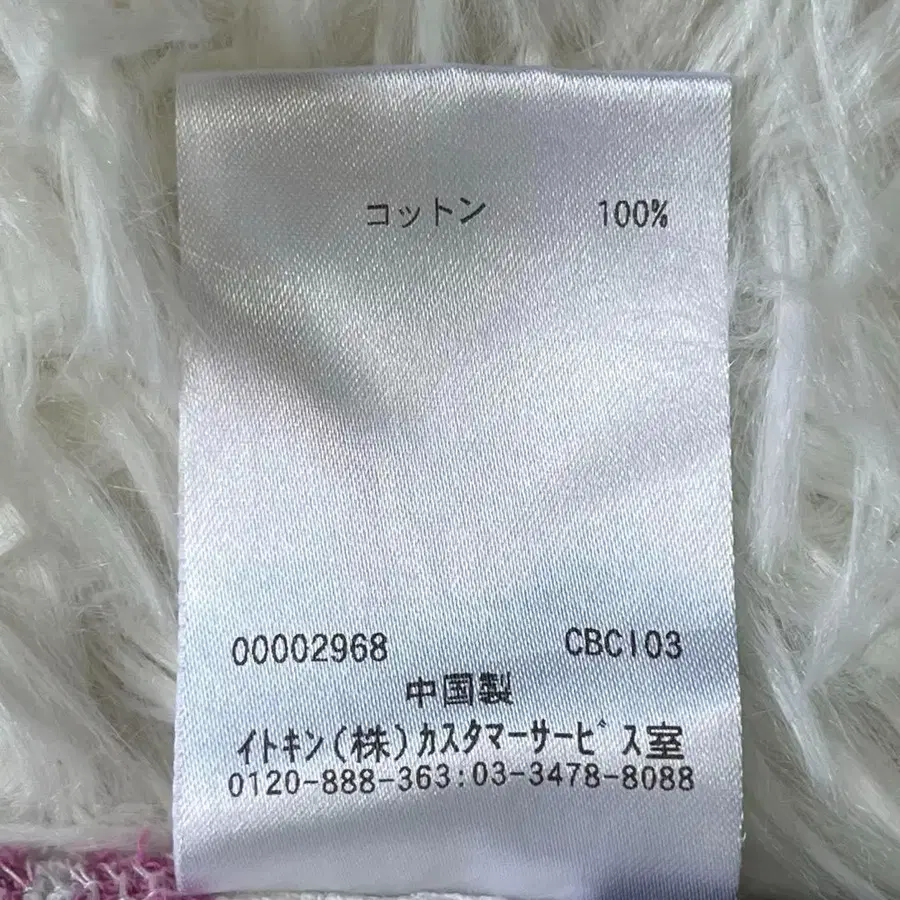 コットン 100%
00002968 CBCI03
中国製
イトキン(株)カスタマーサービス室
0120-888-363:03-3478-8088